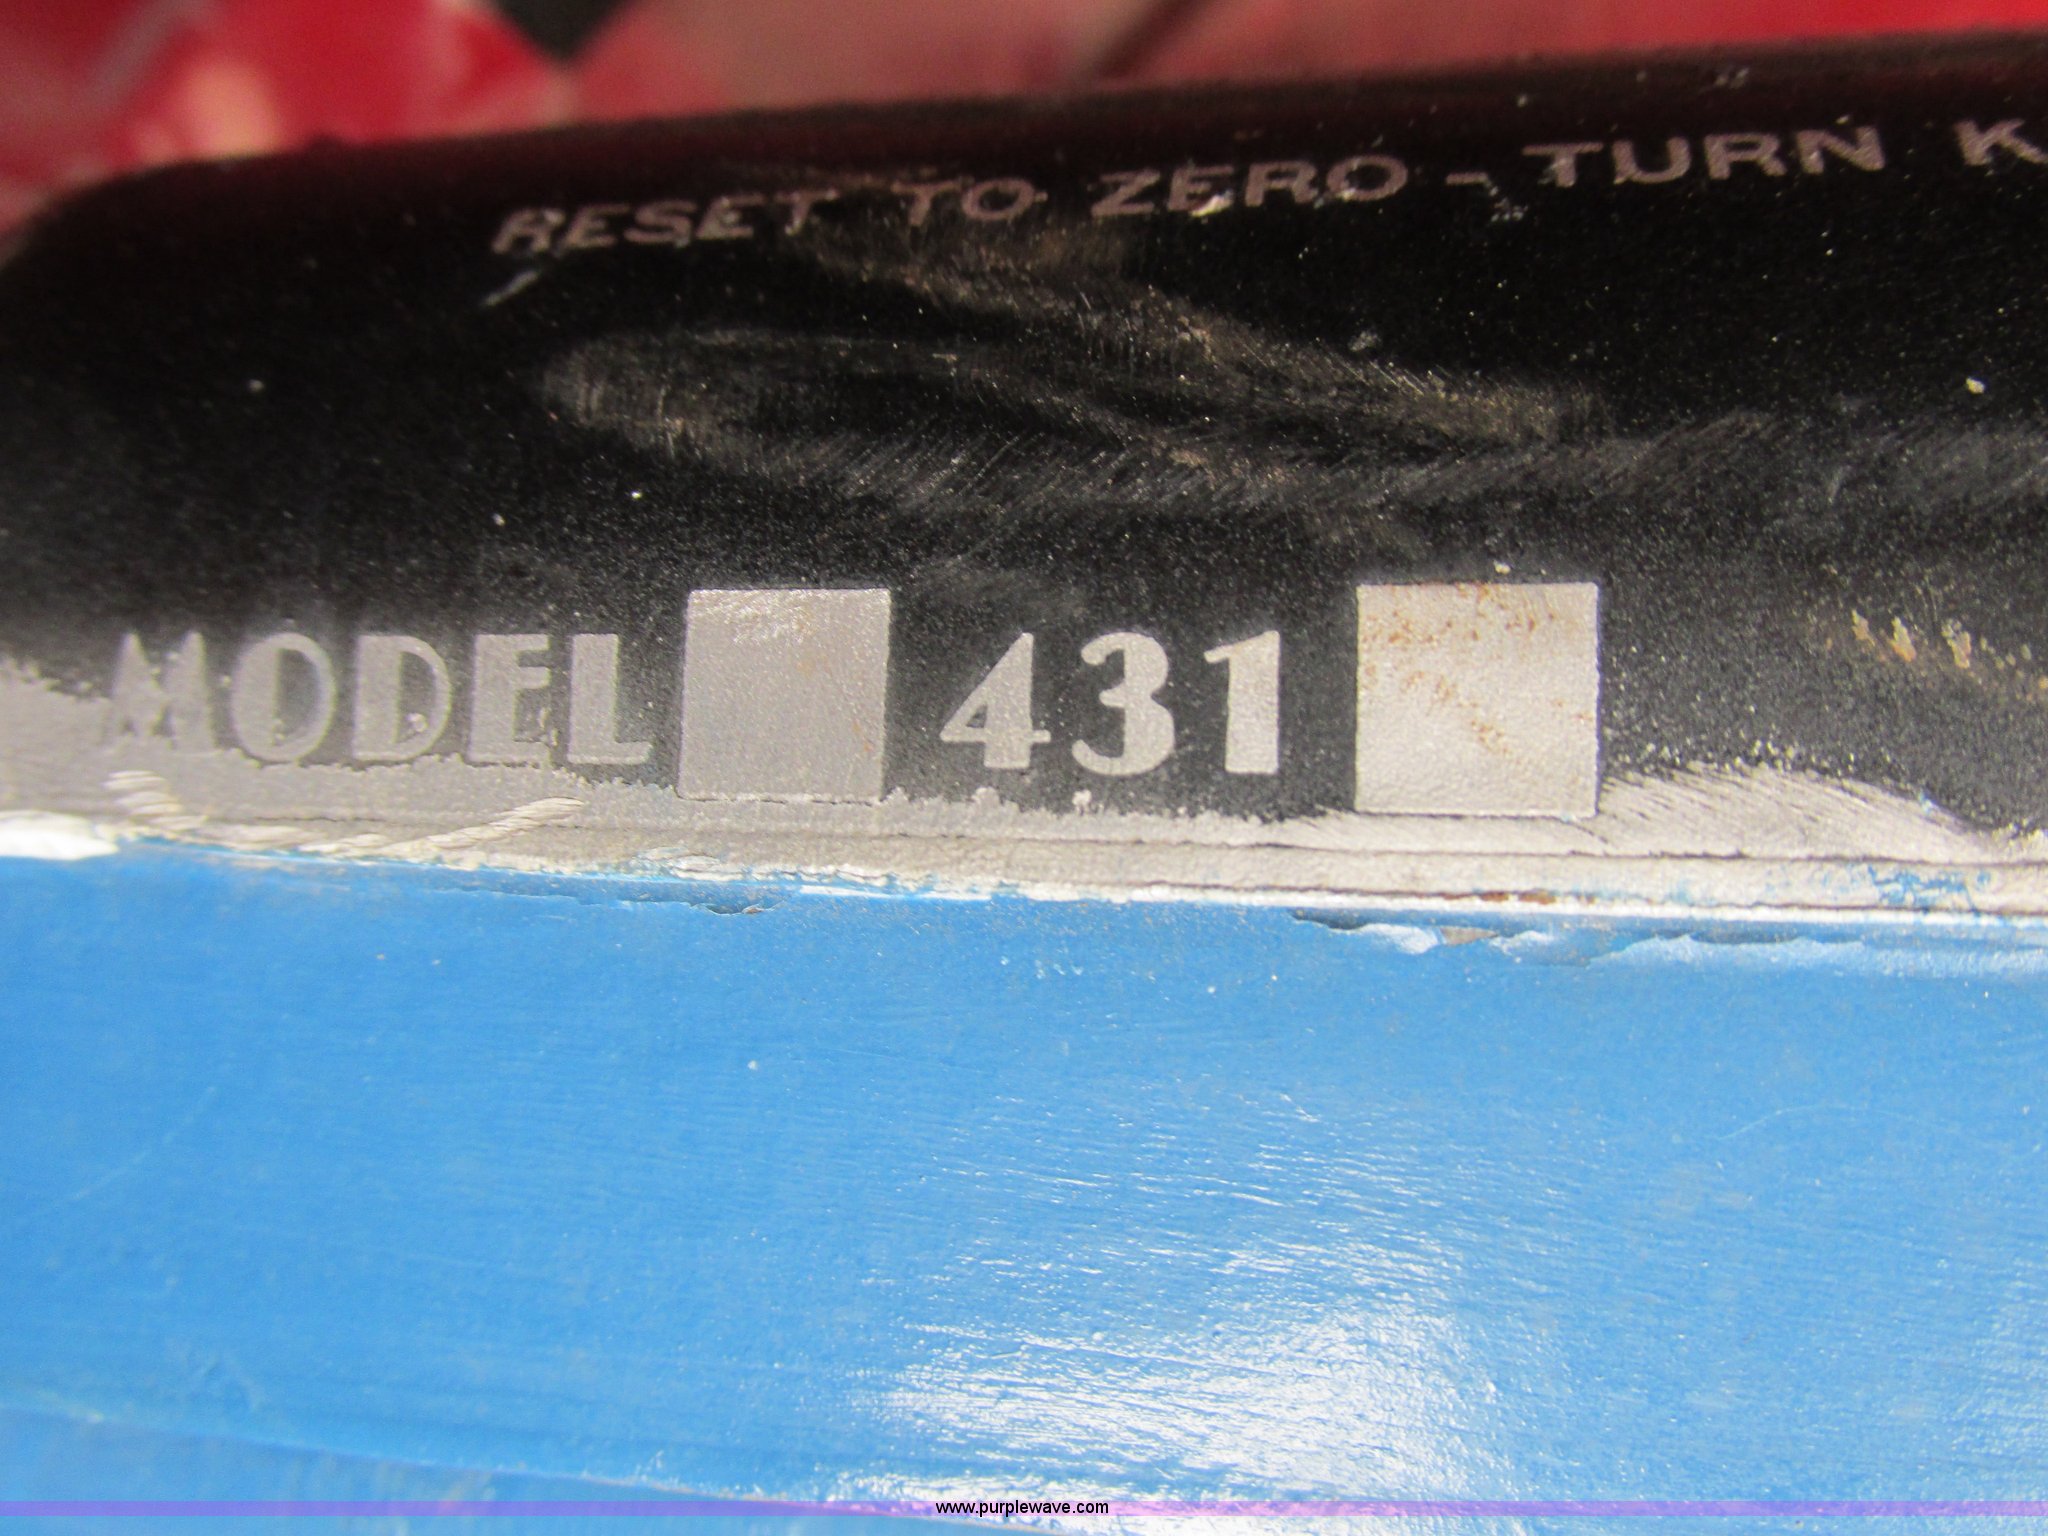 RESET TO ZERO - TURN K
MODEL 431
www.purplewave.com